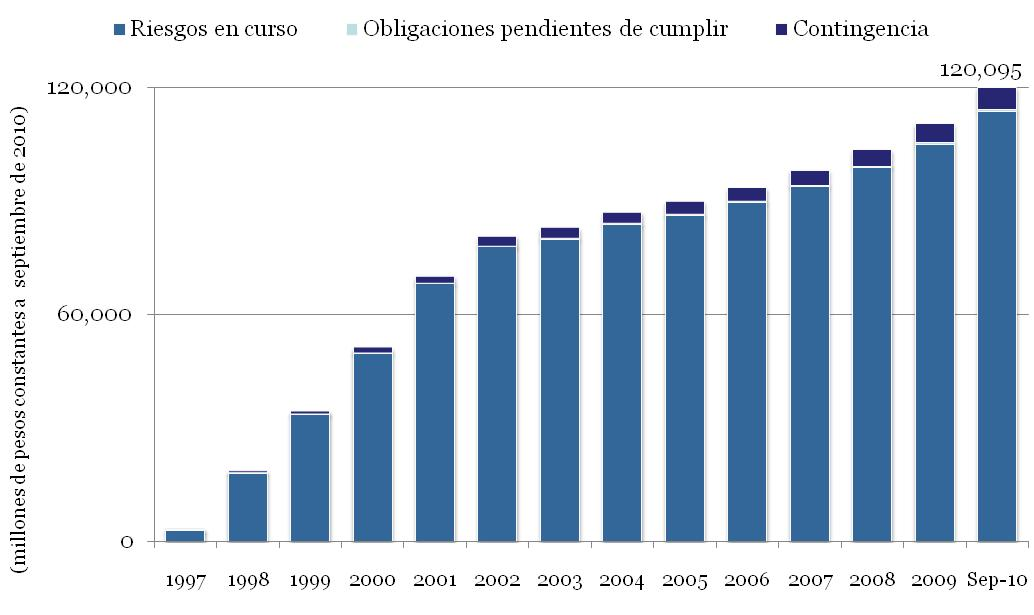 Riesgos en curso Obligaciones pendientes de cumplir Contingencia
120,095
120,000
(millones de pesos constantes a septiembre de 2010)
60,000
0
1997 1998 1999 2000 2001 2002 2003 2004 2005 2006 2007 2008 2009 Sep-10